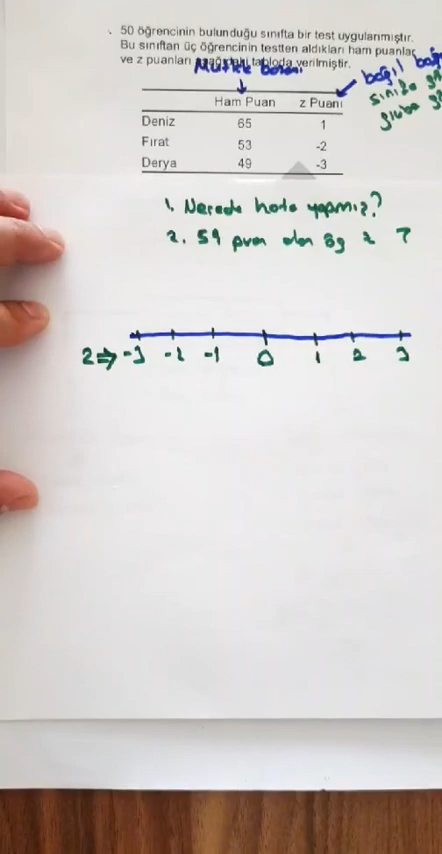 50 öğrencinin bulunduğu sınıfta bir test uygulanmıştır.
Bu sınıftan üç öğrencinin testten aldıkları ham puanlar
ve z puanları aşağıdaki tabloda verilmiştir.
Mutlak başarı
bağıl
sınıfa
gruba
Ham Puan z Puanı
Deniz 65 1
Fırat 53 -2
Derya 49 -3
1. Nerede hata yapmış?
2. 59 puan alan öğ z ?
z⇒ -3 -2 -1 0 1 2 3